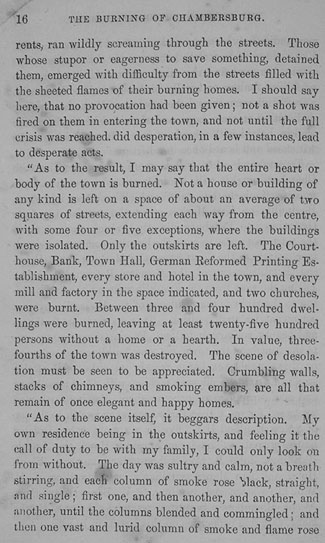 16 THE BURNING OF CHAMBERSBURG.
rents, ran wildly screaming through the streets. Those
whose stupor or eagerness to save something, detained
them, emerged with difficulty from the streets filled with
the sheeted flames of their burning homes. I should say
here, that no provocation had been given; not a shot was
fired on them in entering the town, and not until the full
crisis was reached. did desperation, in a few instances, lead
to desperate acts.
"As to the result, I may say that the entire heart or
body of the town is burned. Not a house or building of
any kind is left on a space of about an average of two
squares of streets, extending each way from the centre,
with some four or five exceptions, where the buildings
were isolated. Only the outskirts are left. The Court-
house, Bank, Town Hall, German Reformed Printing Es-
tablishment, every store and hotel in the town, and every
mill and factory in the space indicated, and two churches,
were burnt. Between three and four hundred dwel-
lings were burned, leaving at least twenty-five hundred
persons without a home or a hearth. In value, three-
fourths of the town was destroyed. The scene of desola-
tion must be seen to be appreciated. Crumbling walls,
stacks of chimneys, and smoking embers, are all that
remain of once elegant and happy homes.
"As to the scene itself, it beggars description. My
own residence being in the outskirts, and feeling it the
call of duty to be with my family, I could only look on
from without. The day was sultry and calm, not a breath
stirring, and each column of smoke rose black, straight,
and single; first one, and then another, and another, and
another, until the columns blended and commingled; and
then one vast and lurid column of smoke and flame rose